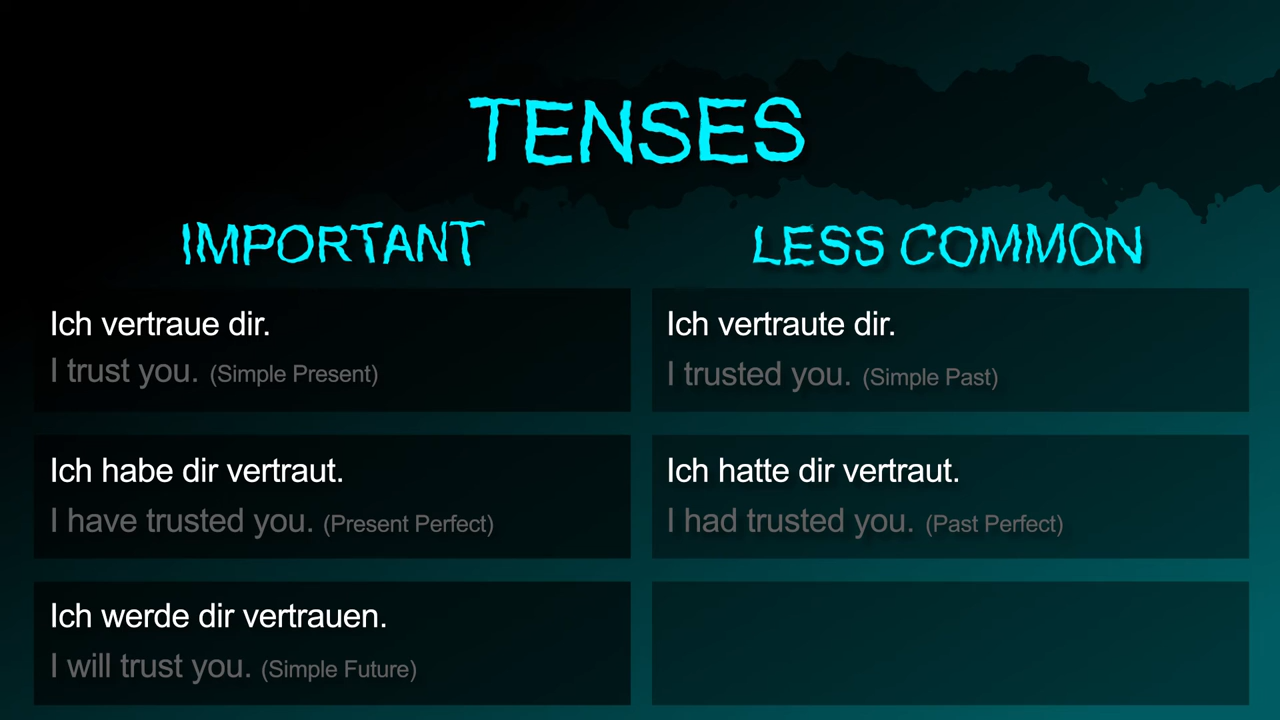 TENSES
IMPORTANT
Ich vertraue dir.
I trust you. (Simple Present)
Ich habe dir vertraut.
I have trusted you. (Present Perfect)
Ich werde dir vertrauen.
I will trust you. (Simple Future)
LESS COMMON
Ich vertraute dir.
I trusted you. (Simple Past)
Ich hatte dir vertraut.
I had trusted you. (Past Perfect)